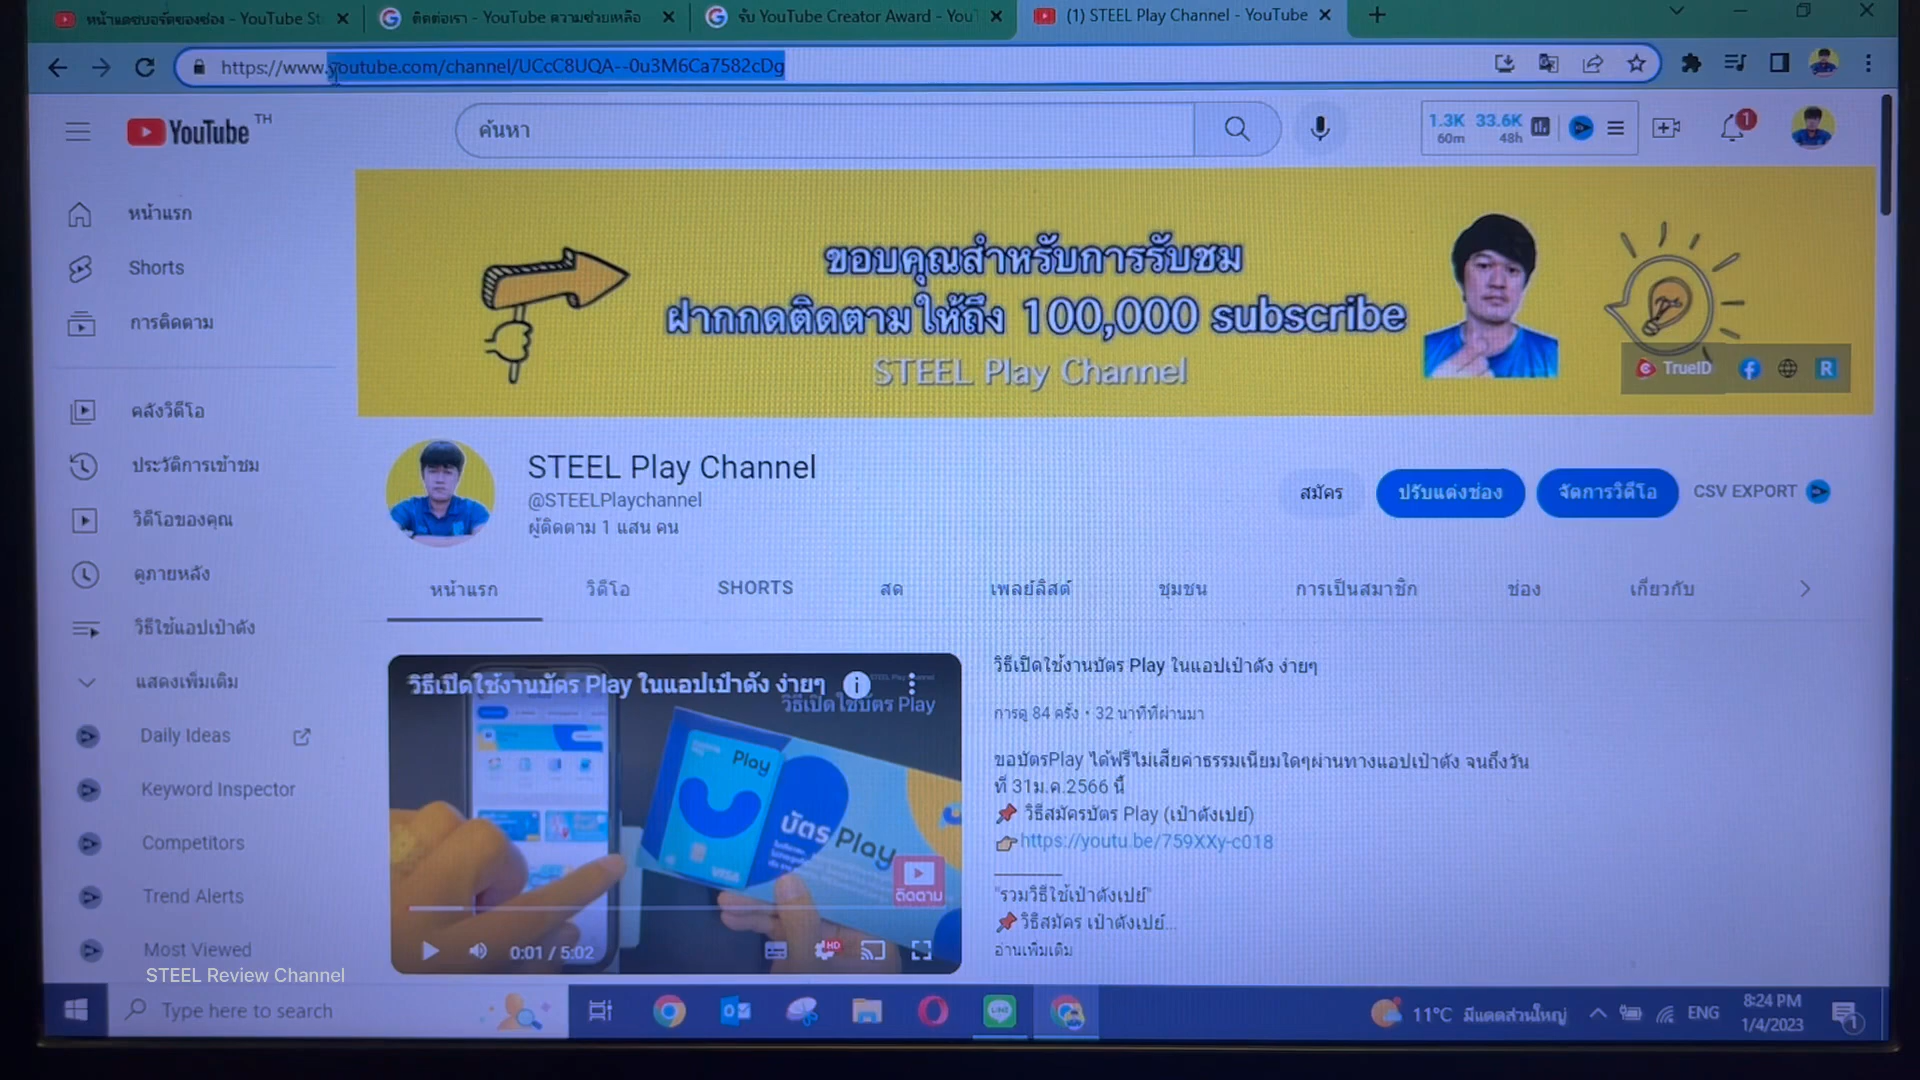 หน้าแดชบอร์ดของช่อง - YouTube St
ติดต่อเรา - YouTube ความช่วยเหลือ
รับ YouTube Creator Award - YouT
(1) STEEL Play Channel - YouTube
https://www.youtube.com/channel/UCcC8UQA--0u3M6Ca7582cDg
YouTube TH
ค้นหา
1.3K 33.6K
60m 48h
1
หน้าแรก
Shorts
การติดตาม
คลังวิดีโอ
ประวัติการเข้าชม
วิดีโอของคุณ
ดูภายหลัง
วิธีใช้แอปเป๋าตัง
แสดงเพิ่มเติม
Daily Ideas
Keyword Inspector
Competitors
Trend Alerts
Most Viewed
STEEL Review Channel
ขอบคุณสำหรับการรับชม
ฝากกดติดตามให้ถึง 100,000 subscribe
STEEL Play Channel
TrueID
R
STEEL Play Channel
@STEELPlaychannel
ผู้ติดตาม 1 แสน คน
สมัคร
ปรับแต่งช่อง
จัดการวิดีโอ
CSV EXPORT
หน้าแรก
วิดีโอ
SHORTS
สด
เพลย์ลิสต์
ชุมชน
การเป็นสมาชิก
ช่อง
เกี่ยวกับ
วิธีเปิดใช้งานบัตร Play ในแอปเป๋าตัง ง่ายๆ
วิธีเปิดใช้บัตร Play
Play
บัตร Play
VISA
ติดตาม
0:01 / 5:02
HD
วิธีเปิดใช้งานบัตร Play ในแอปเป๋าตัง ง่ายๆ
การดู 84 ครั้ง • 32 นาทีที่ผ่านมา
ขอบัตรPlay ได้ฟรีไม่เสียค่าธรรมเนียมใดๆผ่านทางแอปเป๋าตัง จนถึงวัน
ที่ 31ม.ค.2566 นี้
📌 วิธีสมัครบัตร Play (เป๋าตังเปย์)
👉https://youtu.be/759XXy-c018
"รวมวิธีใช้เป๋าตังเปย์"
📌วิธีสมัคร เป๋าตังเปย์...
อ่านเพิ่มเติม
Type here to search
LINE
11°C มีแดดส่วนใหญ่
ENG
8:24 PM
1/4/2023
1